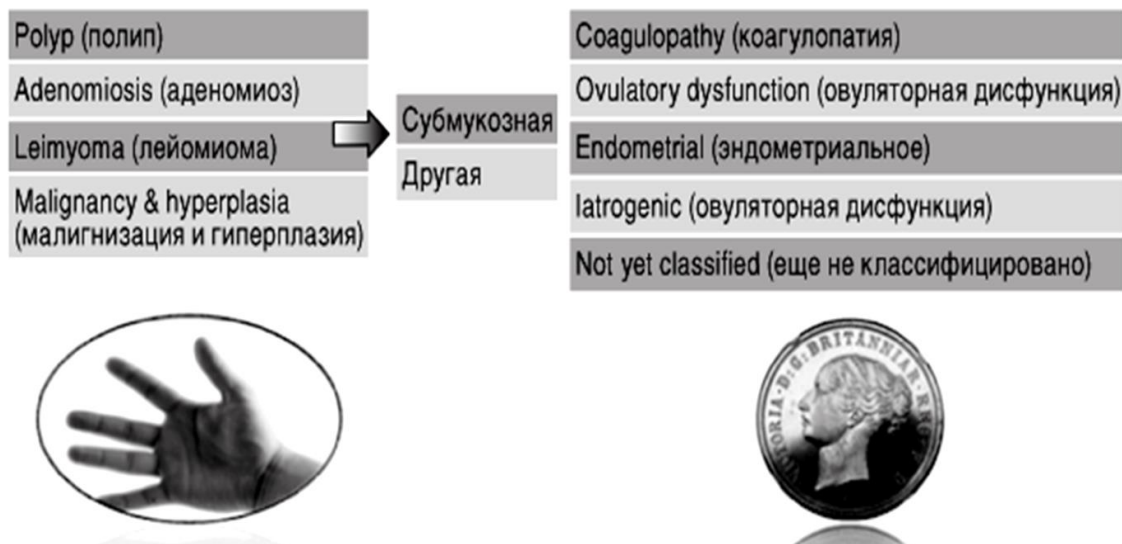 Polyp (полип)
Adenomiosis (аденомиоз)
Leimyoma (лейомиома)
Malignancy & hyperplasia
(малигнизация и гиперплазия)
Субмукозная
Другая
Coagulopathy (коагулопатия)
Ovulatory dysfunction (овуляторная дисфункция)
Endometrial (эндометриальное)
Iatrogenic (овуляторная дисфункция)
Not yet classified (еще не классифицировано)
VICTORIA·D:G:BRITANNIAR·REG